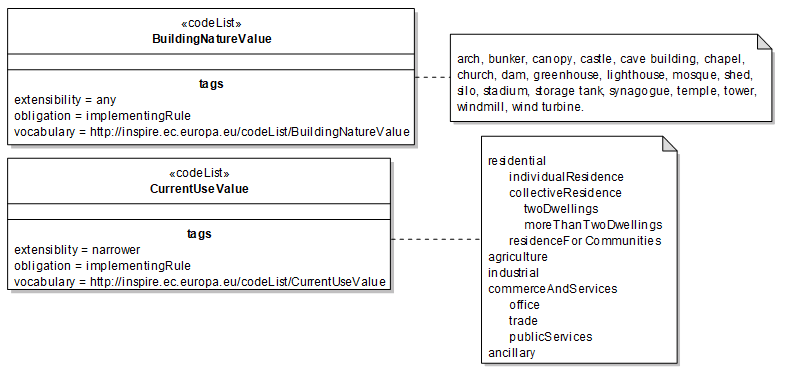 «codeList»
BuildingNatureValue
tags
extensibility = any
obligation = implementingRule
vocabulary = http://inspire.ec.europa.eu/codeList/BuildingNatureValue
arch, bunker, canopy, castle, cave building, chapel,
church, dam, greenhouse, lighthouse, mosque, shed,
silo, stadium, storage tank, synagogue, temple, tower,
windmill, wind turbine.
«codeList»
CurrentUseValue
tags
extensiblity = narrower
obligation = implementingRule
vocabulary = http://inspire.ec.europa.eu/codeList/CurrentUseValue
residential
individualResidence
collectiveResidence
twoDwellings
moreThanTwoDwellings
residenceFor Communities
agriculture
industrial
commerceAndServices
office
trade
publicServices
ancillary